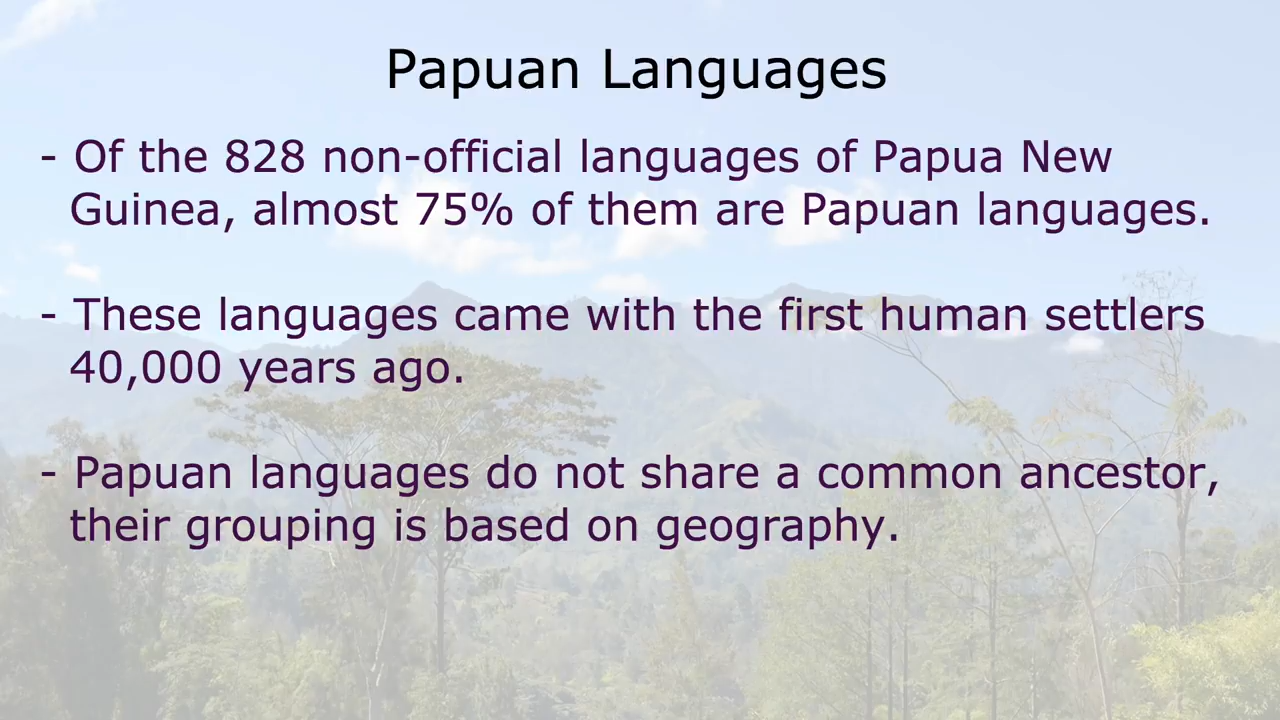 Papuan Languages
- Of the 828 non-official languages of Papua New
Guinea, almost 75% of them are Papuan languages.
- These languages came with the first human settlers
40,000 years ago.
- Papuan languages do not share a common ancestor,
their grouping is based on geography.